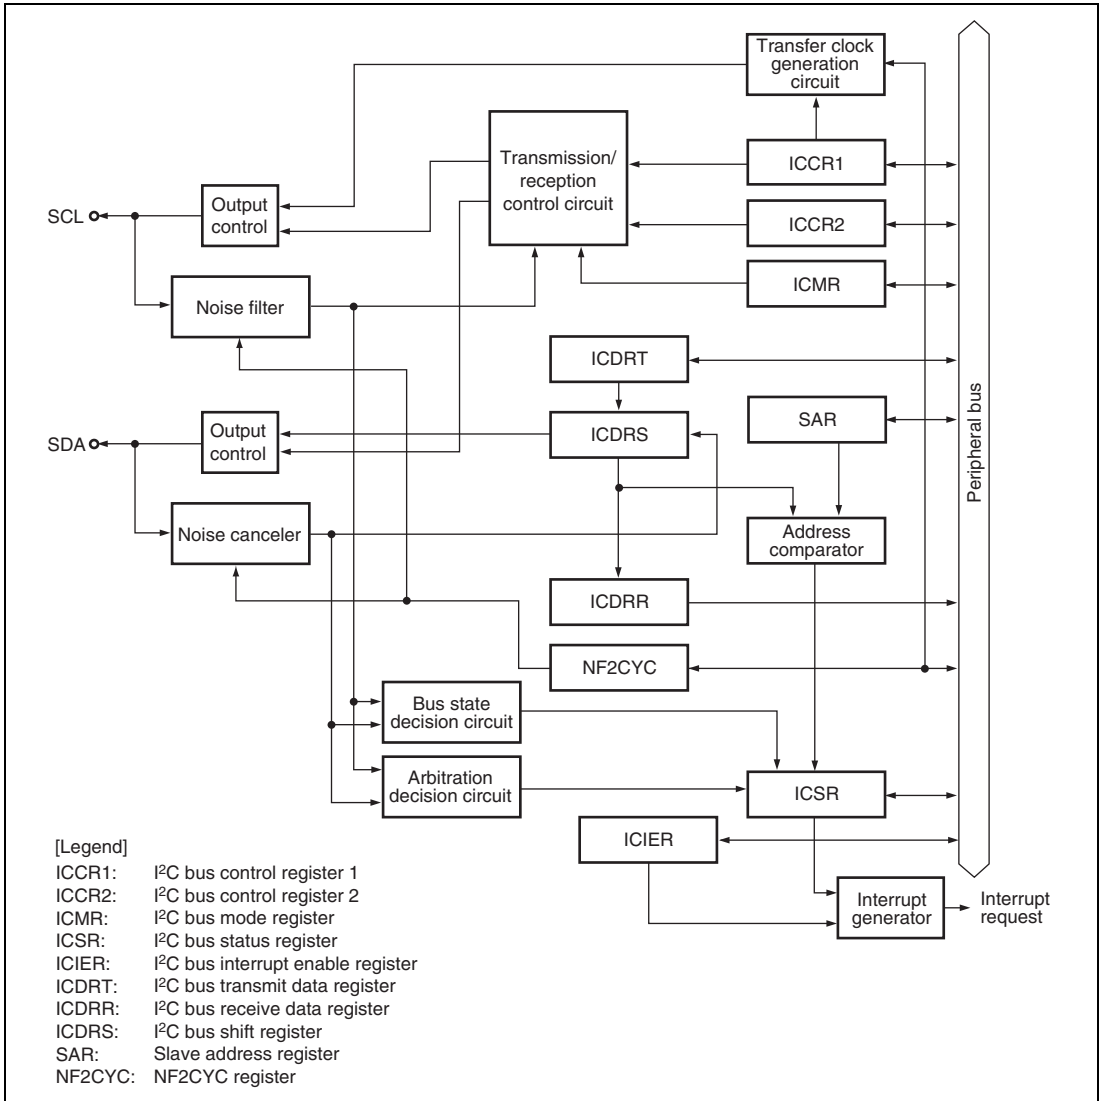 Transfer clock
generation
circuit
Transmission/
reception
control circuit
ICCR1
Output
control
SCL
ICCR2
ICMR
Noise filter
ICDRT
Peripheral bus
SAR
ICDRS
Output
control
SDA
Noise canceler
Address
comparator
ICDRR
NF2CYC
Bus state
decision circuit
Arbitration
decision circuit
ICSR
ICIER
Interrupt
generator
Interrupt
request
[Legend]
ICCR1: I2C bus control register 1
ICCR2: I2C bus control register 2
ICMR: I2C bus mode register
ICSR: I2C bus status register
ICIER: I2C bus interrupt enable register
ICDRT: I2C bus transmit data register
ICDRR: I2C bus receive data register
ICDRS: I2C bus shift register
SAR: Slave address register
NF2CYC: NF2CYC register